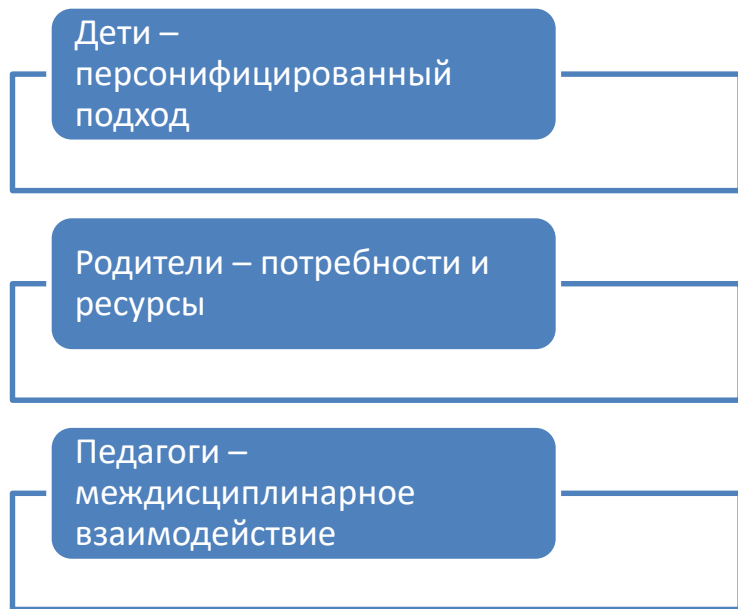 Дети –
персонифицированный
подход
Родители – потребности и
ресурсы
Педагоги –
междисциплинарное
взаимодействие